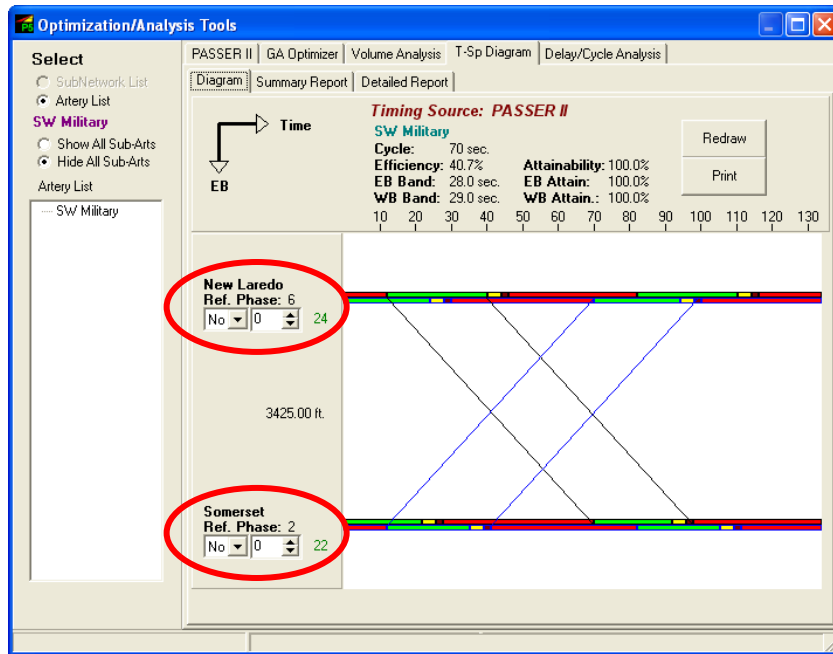 Optimization/Analysis Tools
Select
SubNetwork List
Artery List
SW Military
Show All Sub-Arts
Hide All Sub-Arts
Artery List
SW Military
PASSER II GA Optimizer Volume Analysis T-Sp Diagram Delay/Cycle Analysis
Diagram Summary Report Detailed Report
Time
EB
Timing Source: PASSER II
SW Military
Cycle: 70 sec.
Efficiency: 40.7% Attainability: 100.0%
EB Band: 28.0 sec. EB Attain: 100.0%
WB Band: 29.0 sec. WB Attain.: 100.0%
Redraw
Print
10 20 30 40 50 60 70 80 90 100 110 120 130
New Laredo
Ref. Phase: 6
No 0 24
3425.00 ft.
Somerset
Ref. Phase: 2
No 0 22